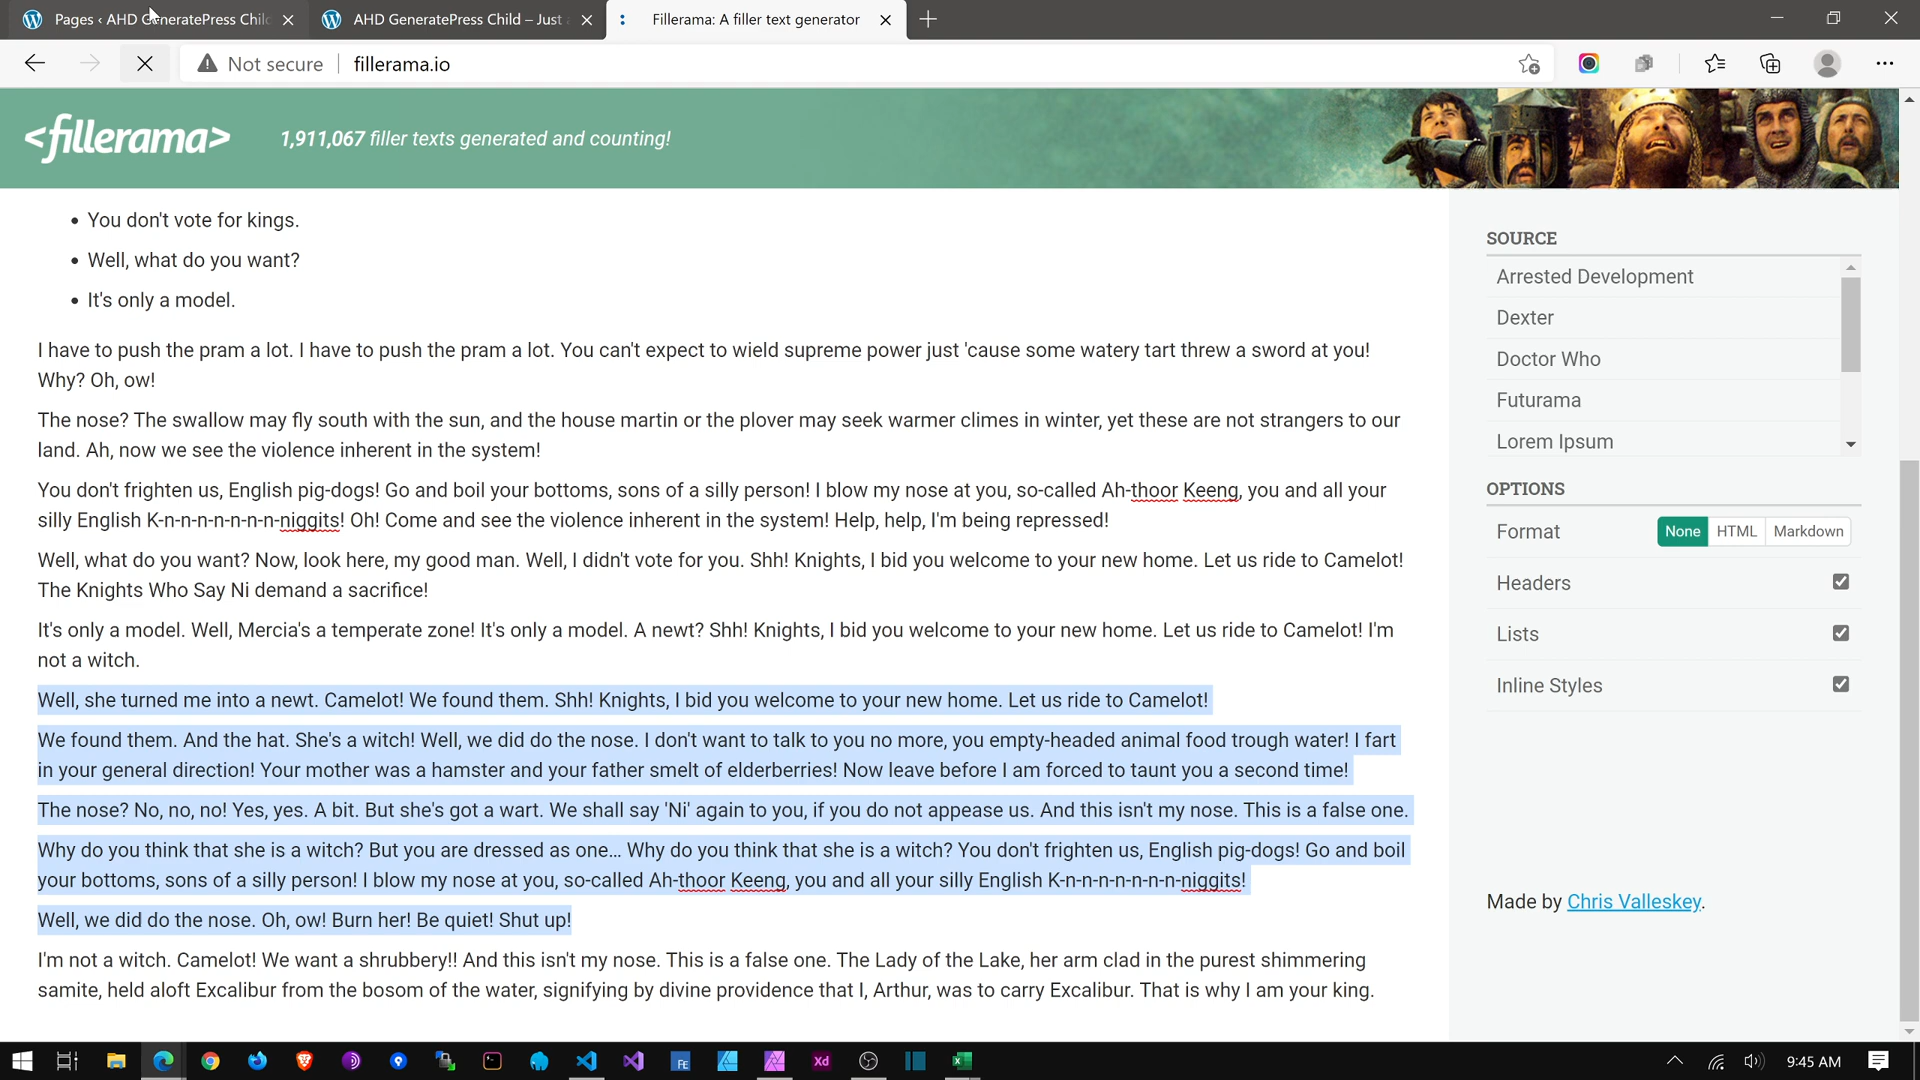 Pages ‹ AHD GeneratePress Chil
AHD GeneratePress Child – Just
Fillerama: A filler text generator
Not secure
fillerama.io
<fillerama>
1,911,067 filler texts generated and counting!
• You don't vote for kings.
• Well, what do you want?
• It's only a model.
I have to push the pram a lot. I have to push the pram a lot. You can't expect to wield supreme power just 'cause some watery tart threw a sword at you!
Why? Oh, ow!
The nose? The swallow may fly south with the sun, and the house martin or the plover may seek warmer climes in winter, yet these are not strangers to our
land. Ah, now we see the violence inherent in the system!
You don't frighten us, English pig-dogs! Go and boil your bottoms, sons of a silly person! I blow my nose at you, so-called Ah-thoor Keeng, you and all your
silly English K-n-n-n-n-n-n-n-niggits! Oh! Come and see the violence inherent in the system! Help, help, I'm being repressed!
Well, what do you want? Now, look here, my good man. Well, I didn't vote for you. Shh! Knights, I bid you welcome to your new home. Let us ride to Camelot!
The Knights Who Say Ni demand a sacrifice!
It's only a model. Well, Mercia's a temperate zone! It's only a model. A newt? Shh! Knights, I bid you welcome to your new home. Let us ride to Camelot! I'm
not a witch.
Well, she turned me into a newt. Camelot! We found them. Shh! Knights, I bid you welcome to your new home. Let us ride to Camelot!
We found them. And the hat. She's a witch! Well, we did do the nose. I don't want to talk to you no more, you empty-headed animal food trough water! I fart
in your general direction! Your mother was a hamster and your father smelt of elderberries! Now leave before I am forced to taunt you a second time!
The nose? No, no, no! Yes, yes. A bit. But she's got a wart. We shall say 'Ni' again to you, if you do not appease us. And this isn't my nose. This is a false one.
Why do you think that she is a witch? But you are dressed as one… Why do you think that she is a witch? You don't frighten us, English pig-dogs! Go and boil
your bottoms, sons of a silly person! I blow my nose at you, so-called Ah-thoor Keeng, you and all your silly English K-n-n-n-n-n-n-n-niggits!
Well, we did do the nose. Oh, ow! Burn her! Be quiet! Shut up!
I'm not a witch. Camelot! We want a shrubbery!! And this isn't my nose. This is a false one. The Lady of the Lake, her arm clad in the purest shimmering
samite, held aloft Excalibur from the bosom of the water, signifying by divine providence that I, Arthur, was to carry Excalibur. That is why I am your king.
SOURCE
Arrested Development
Dexter
Doctor Who
Futurama
Lorem Ipsum
OPTIONS
Format None HTML Markdown
Headers
Lists
Inline Styles
Made by Chris Valleskey.
FE
Xd
9:45 AM